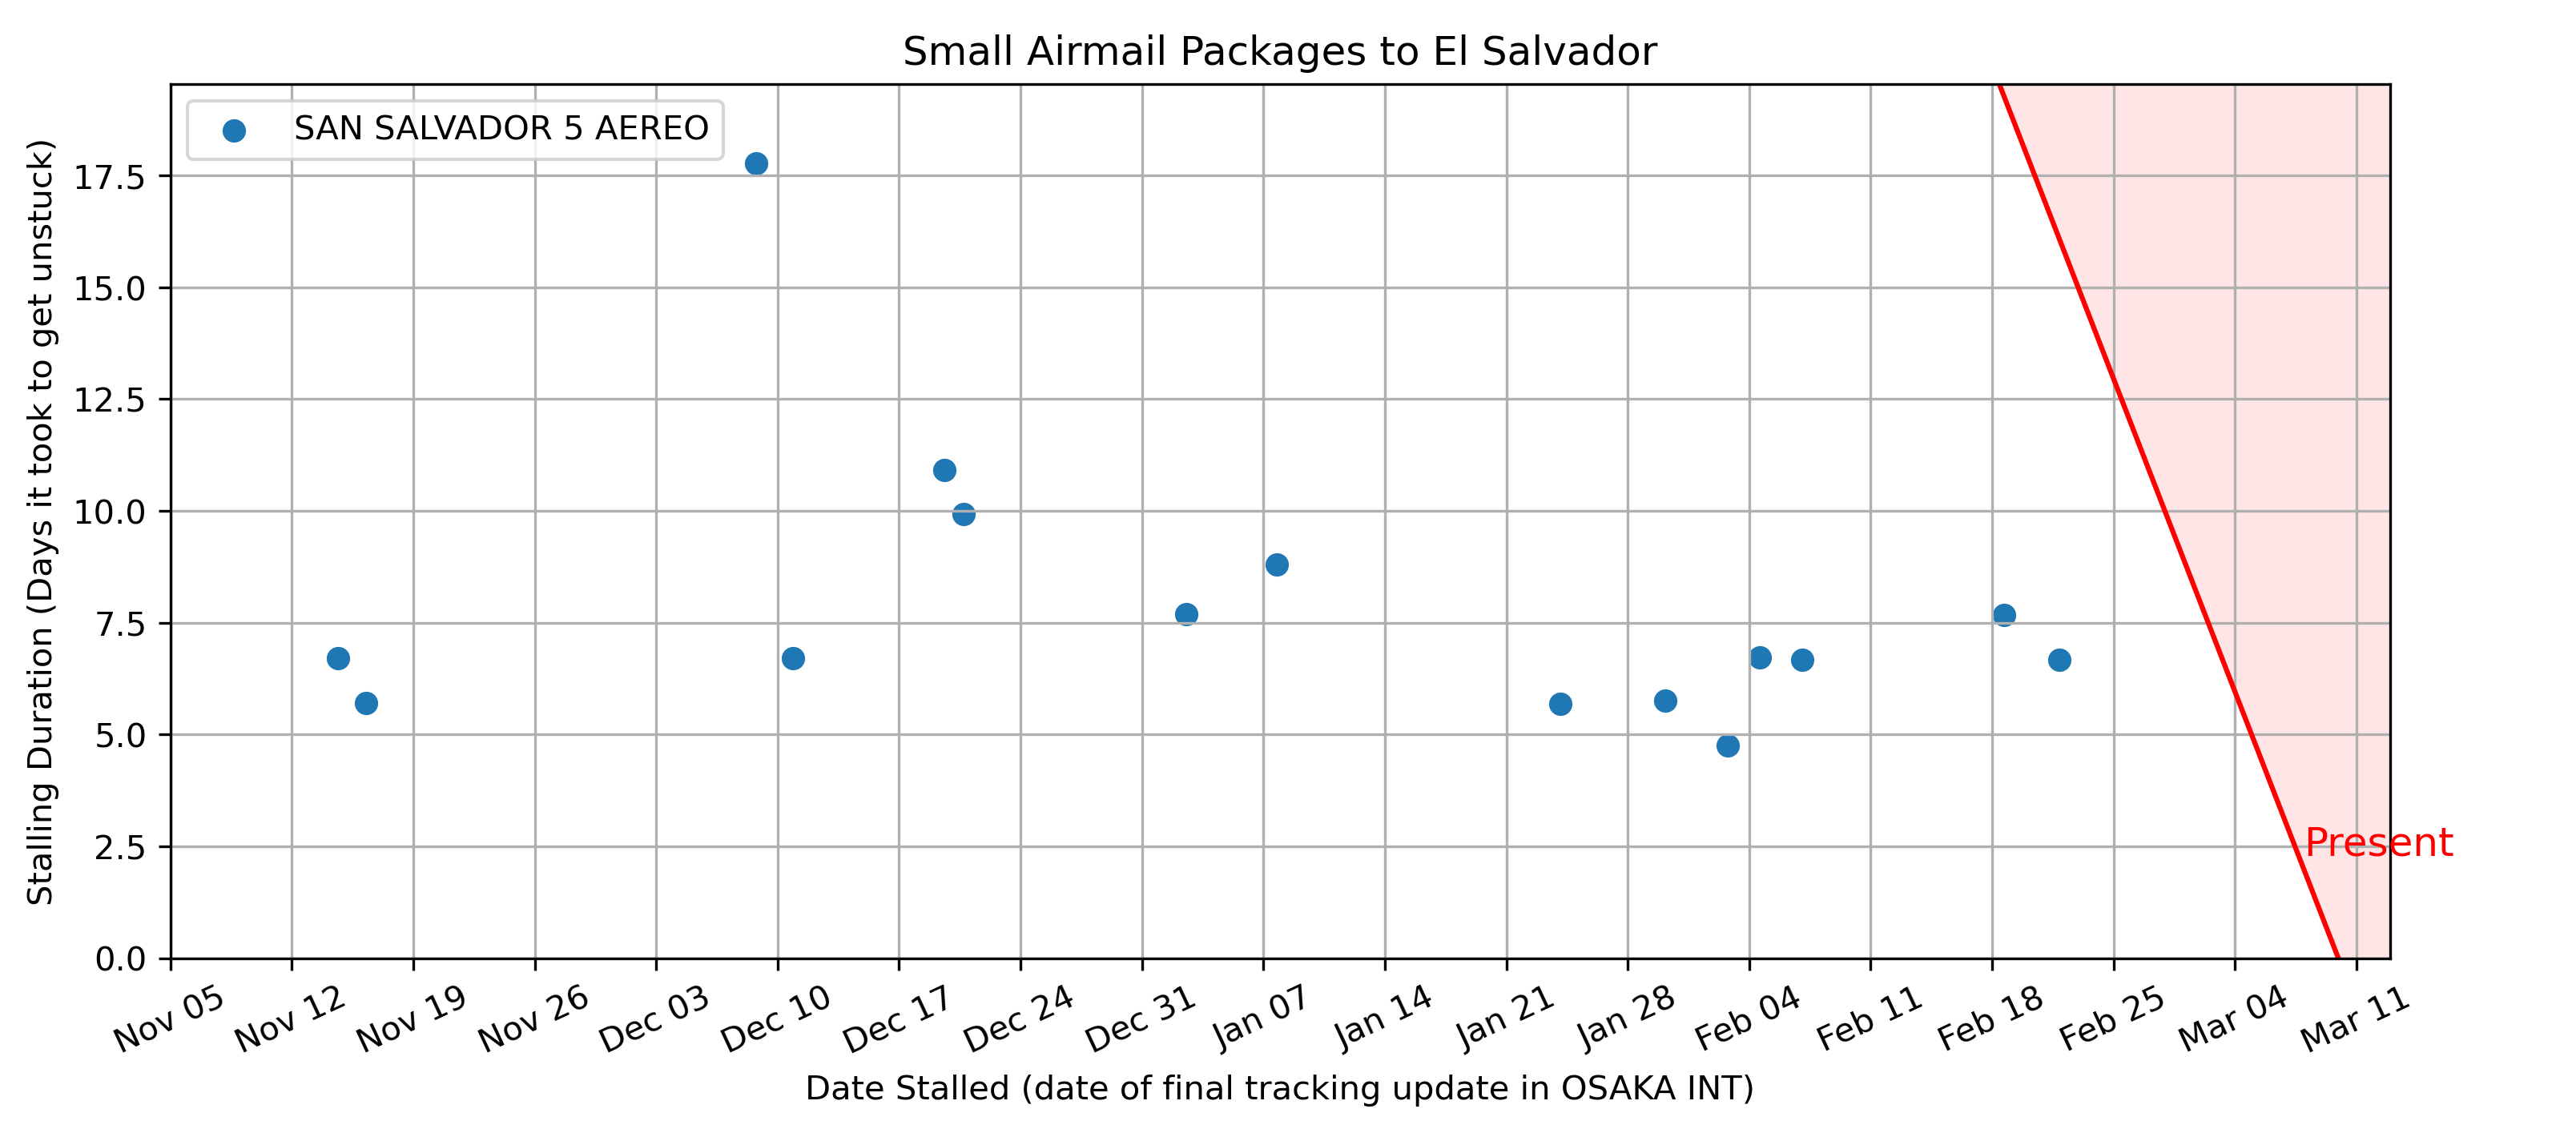 Small Airmail Packages to El Salvador
SAN SALVADOR 5 AEREO
Stalling Duration (Days it took to get unstuck)
17.5
15.0
12.5
10.0
7.5
5.0
2.5
0.0
Present
Nov 05
Nov 12
Nov 19
Nov 26
Dec 03
Dec 10
Dec 17
Dec 24
Dec 31
Jan 07
Jan 14
Jan 21
Jan 28
Feb 04
Feb 11
Feb 18
Feb 25
Mar 04
Mar 11
Date Stalled (date of final tracking update in OSAKA INT)